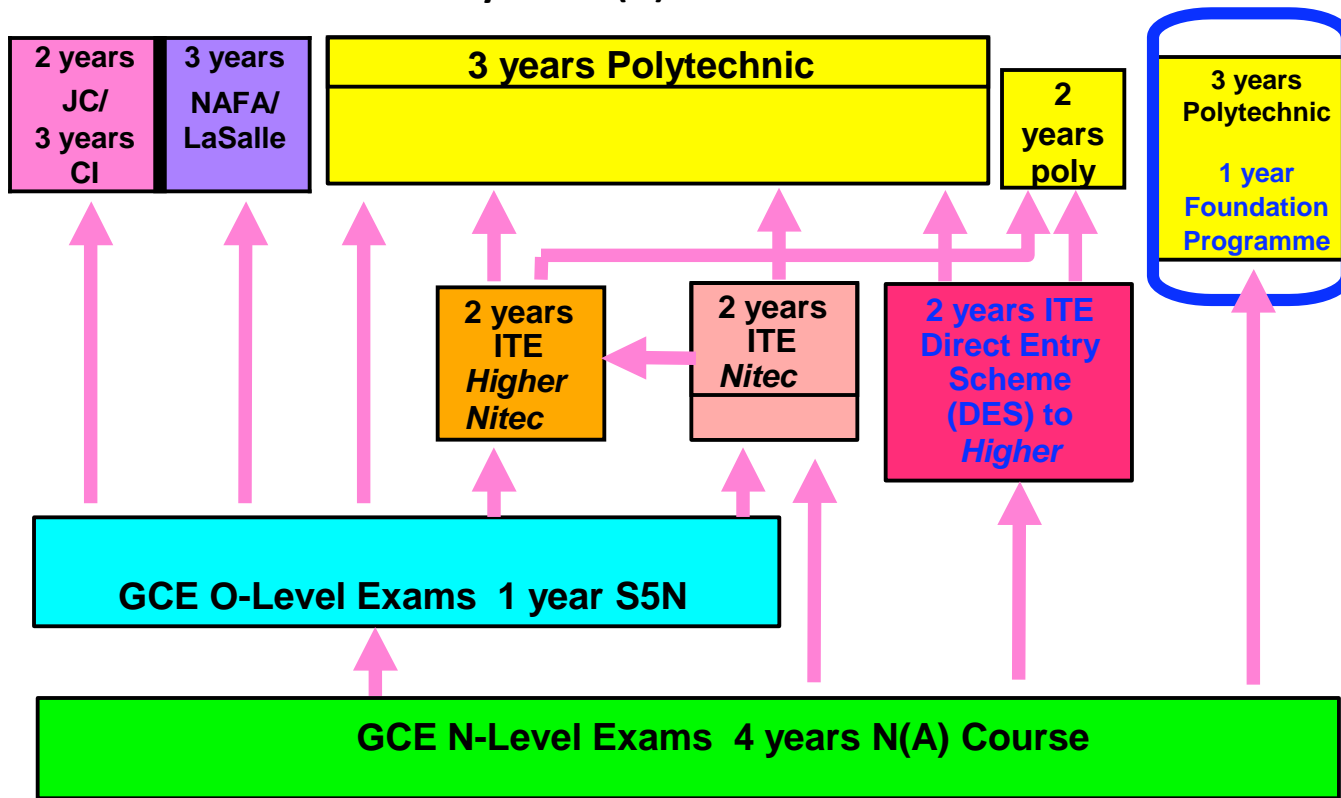 2 years
JC/
3 years
CI
3 years
NAFA/
LaSalle
3 years Polytechnic
2
years
poly
3 years
Polytechnic
1 year
Foundation
Programme
2 years
ITE
Higher
Nitec
2 years
ITE
Nitec
2 years ITE
Direct Entry
Scheme
(DES) to
Higher
GCE O-Level Exams 1 year S5N
GCE N-Level Exams 4 years N(A) Course